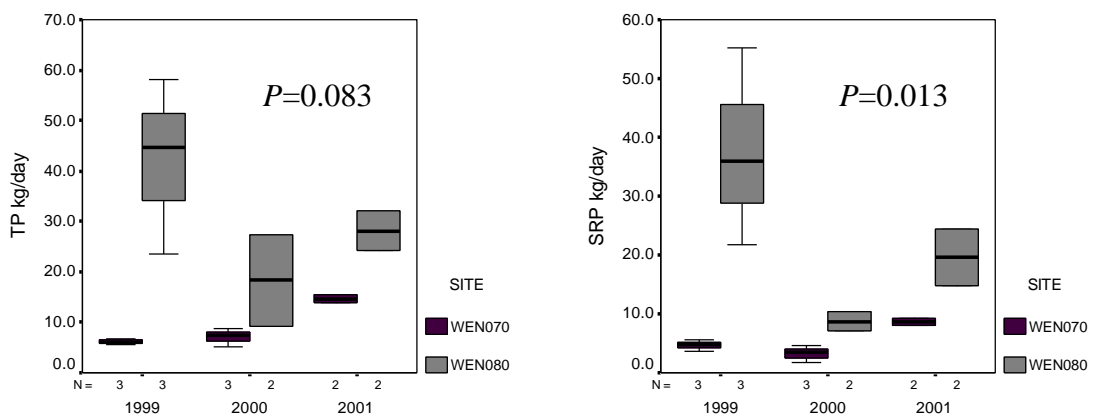 70.0
60.0
50.0
40.0
30.0
20.0
10.0
0.0
TP kg/day
P=0.083
N = 3 3 3 2 2 2
1999 2000 2001
SITE
WEN070
WEN080
60.0
50.0
40.0
30.0
20.0
10.0
0.0
SRP kg/day
P=0.013
N = 3 3 3 2 2 2
1999 2000 2001
SITE
WEN070
WEN080